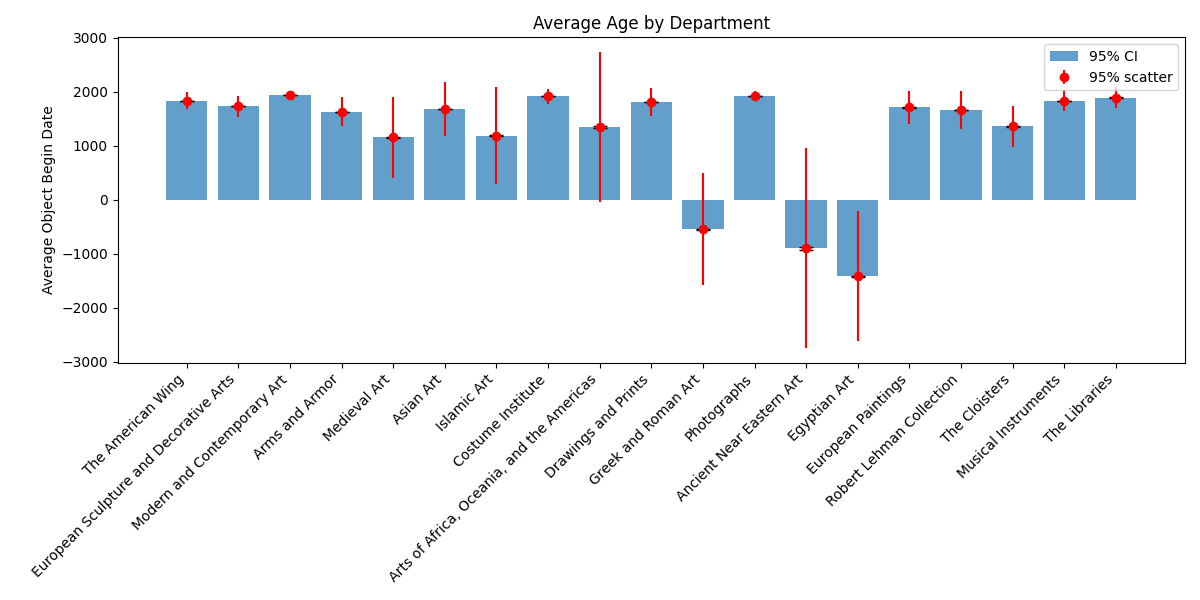 Average Age by Department
95% CI
95% scatter
Average Object Begin Date
3000
2000
1000
0
−1000
−2000
−3000
The American Wing
European Sculpture and Decorative Arts
Modern and Contemporary Art
Arms and Armor
Medieval Art
Asian Art
Islamic Art
Costume Institute
Arts of Africa, Oceania, and the Americas
Drawings and Prints
Greek and Roman Art
Photographs
Ancient Near Eastern Art
Egyptian Art
European Paintings
Robert Lehman Collection
The Cloisters
Musical Instruments
The Libraries